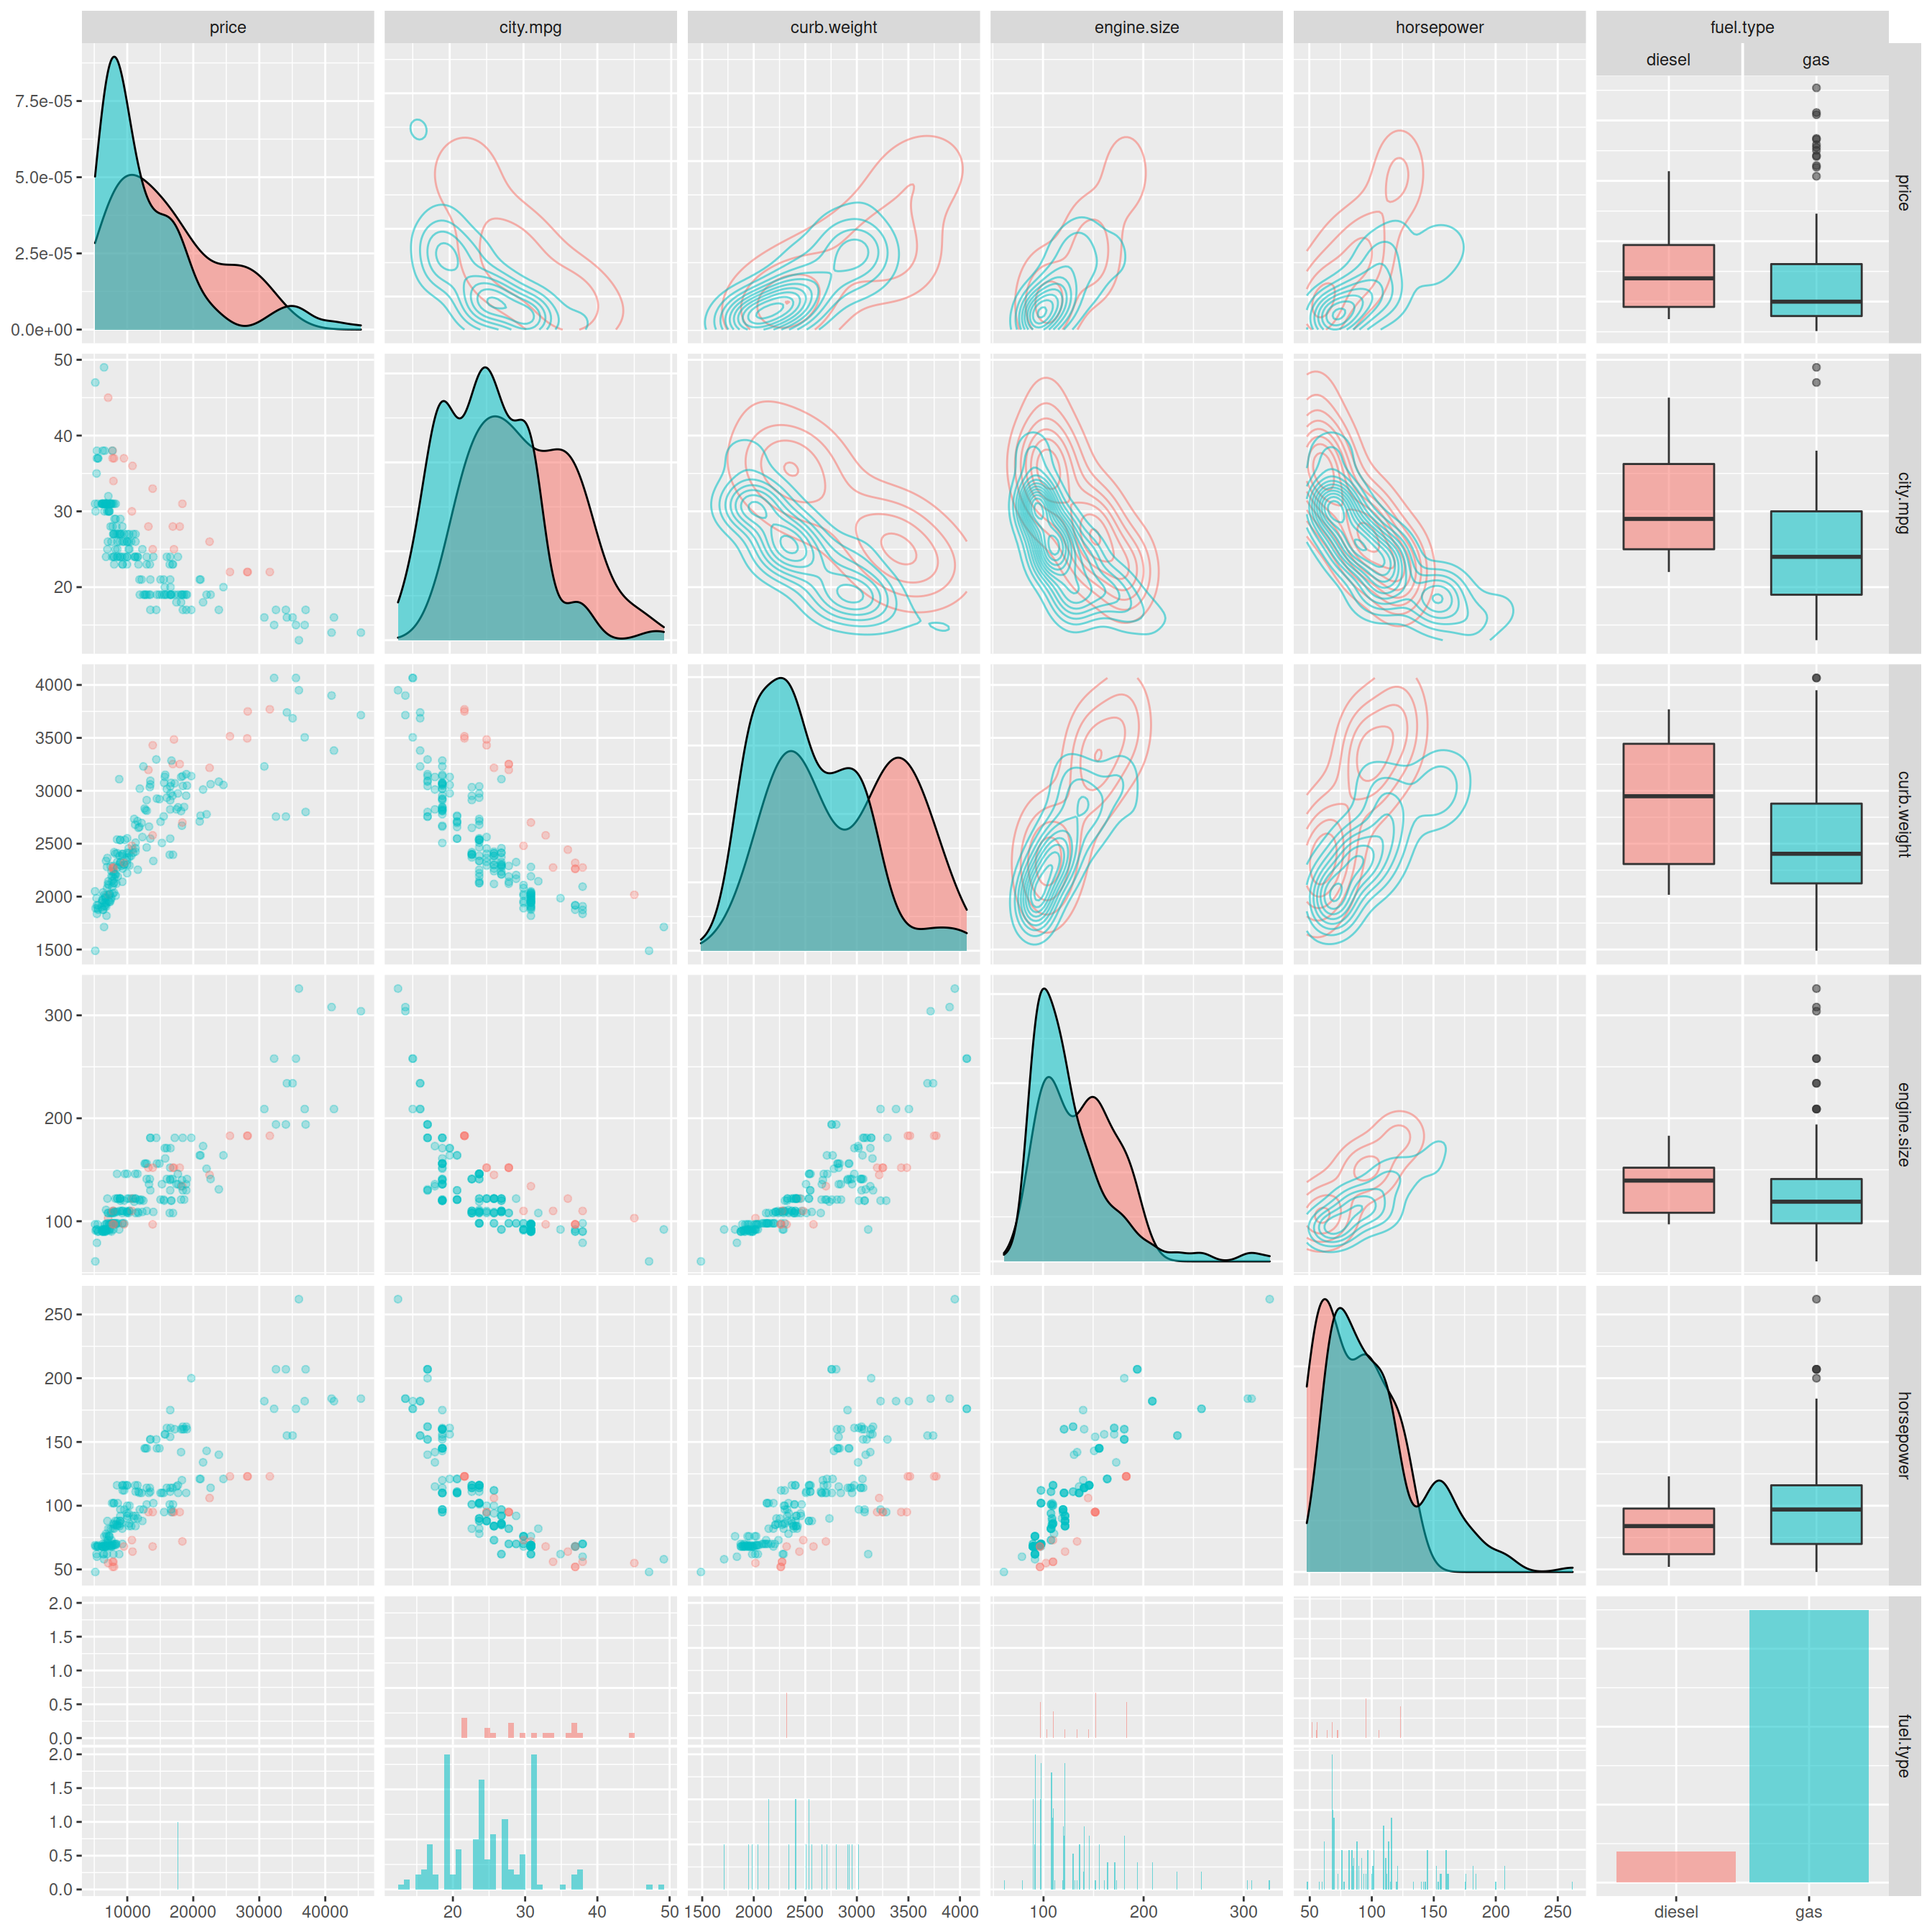 price city.mpg curb.weight engine.size horsepower fuel.type
diesel gas
7.5e-05
5.0e-05
2.5e-05
0.0e+00
price
50
40
30
20
city.mpg
4000
3500
3000
2500
2000
1500
curb.weight
300
200
100
engine.size
250
200
150
100
50
horsepower
2.0
1.5
1.0
0.5
0.0
2.0
1.5
1.0
0.5
0.0
fuel.type
10000 20000 30000 40000 20 30 40 50 1500 2000 2500 3000 3500 4000 100 200 300 50 100 150 200 250 diesel gas